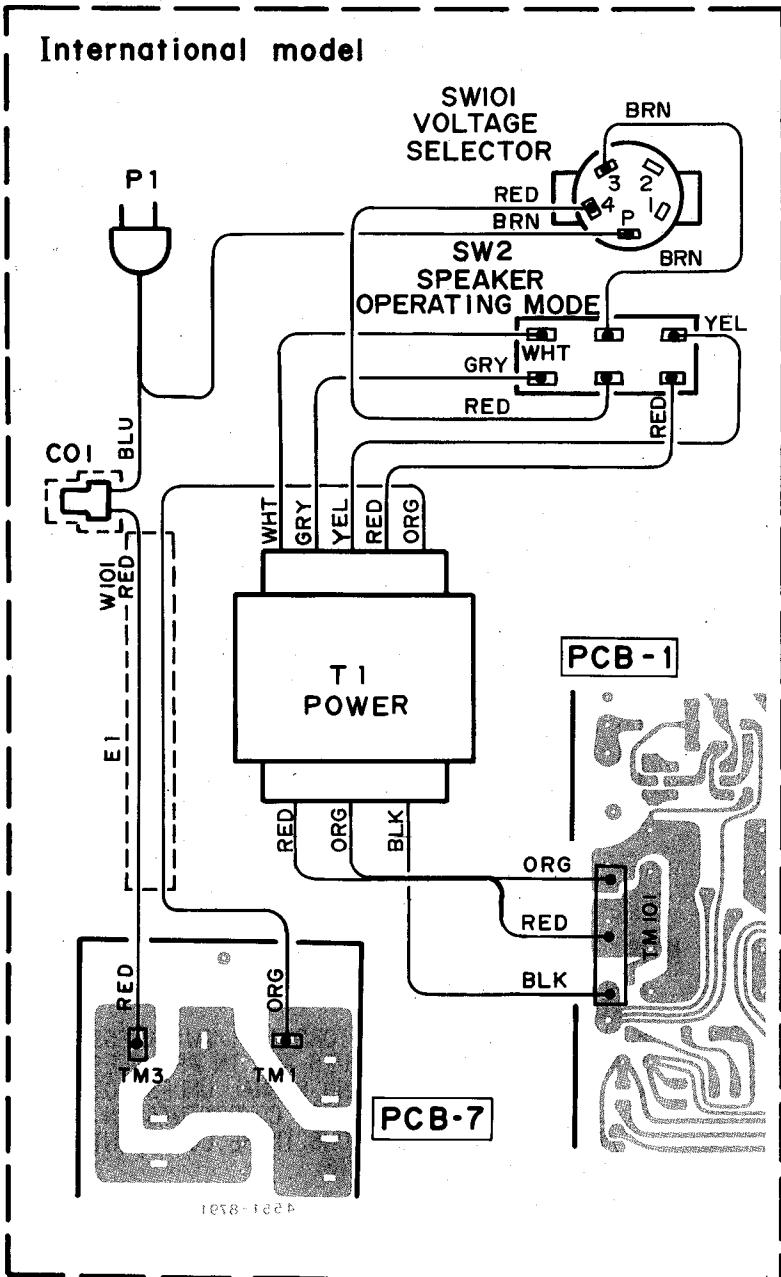 International model
SW101
VOLTAGE
SELECTOR
BRN
P1
3
2
4
1
P
RED
BRN
BRN
SW2
SPEAKER
OPERATING MODE
YEL
WHT
GRY
RED
RED
BLU
CO1
WHT
GRY
YEL
RED
ORG
W101
RED
E1
T1
POWER
PCB-1
RED
ORG
BLK
ORG
RED
BLK
TM101
RED
ORG
TM3
TM1
PCB-7
4551-8791